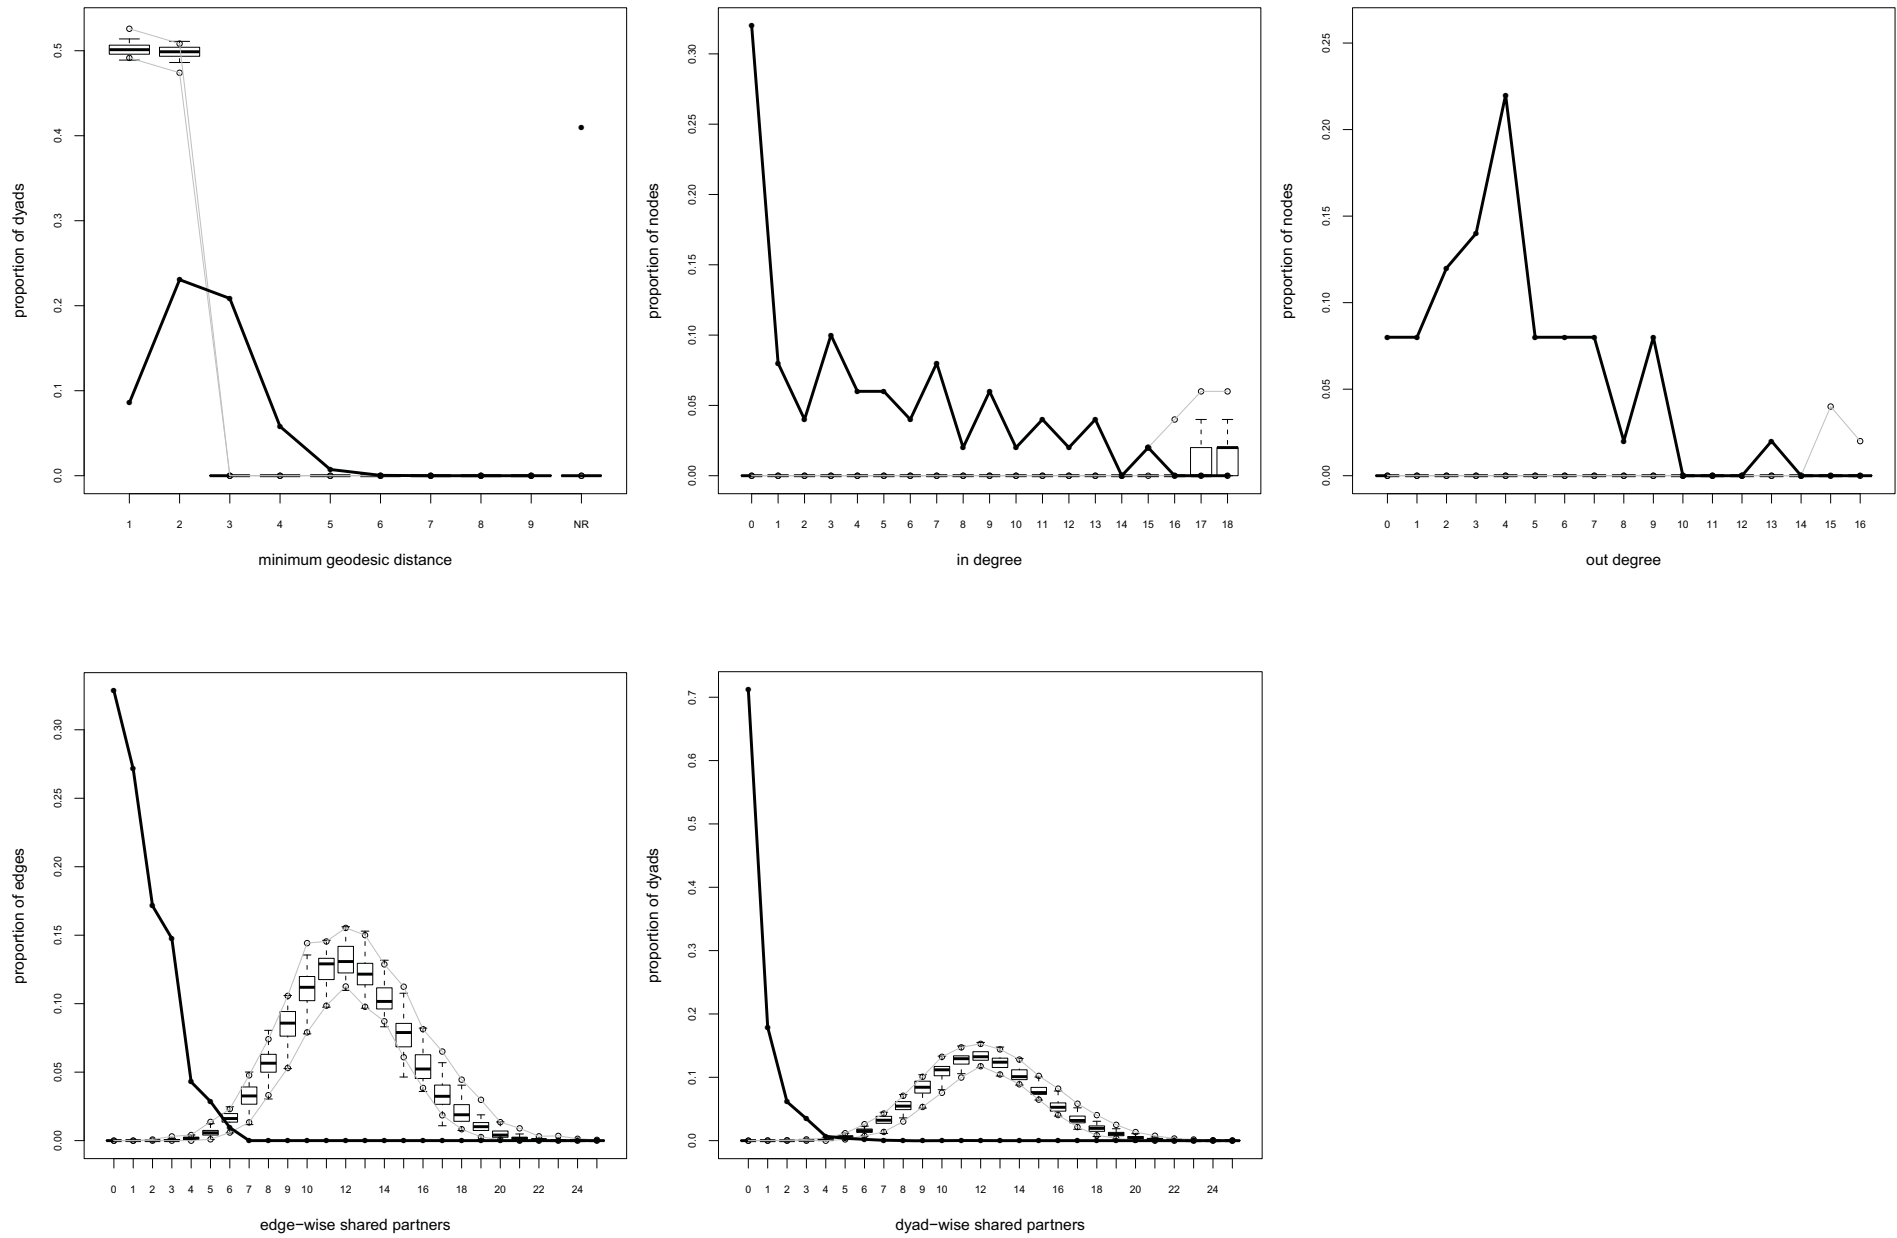 proportion of dyads
0.0 0.1 0.2 0.3 0.4 0.5
1 2 3 4 5 6 7 8 9 NR
minimum geodesic distance
proportion of nodes
0.00 0.05 0.10 0.15 0.20 0.25 0.30
0 1 2 3 4 5 6 7 8 9 10 11 12 13 14 15 16 17 18
in degree
proportion of nodes
0.00 0.05 0.10 0.15 0.20 0.25
0 1 2 3 4 5 6 7 8 9 10 11 12 13 14 15 16
out degree
proportion of edges
0.00 0.05 0.10 0.15 0.20 0.25 0.30
0 1 2 3 4 5 6 7 8 9 10 12 14 16 18 20 22 24
edge−wise shared partners
proportion of dyads
0.0 0.1 0.2 0.3 0.4 0.5 0.6 0.7
0 1 2 3 4 5 6 7 8 9 10 12 14 16 18 20 22 24
dyad−wise shared partners